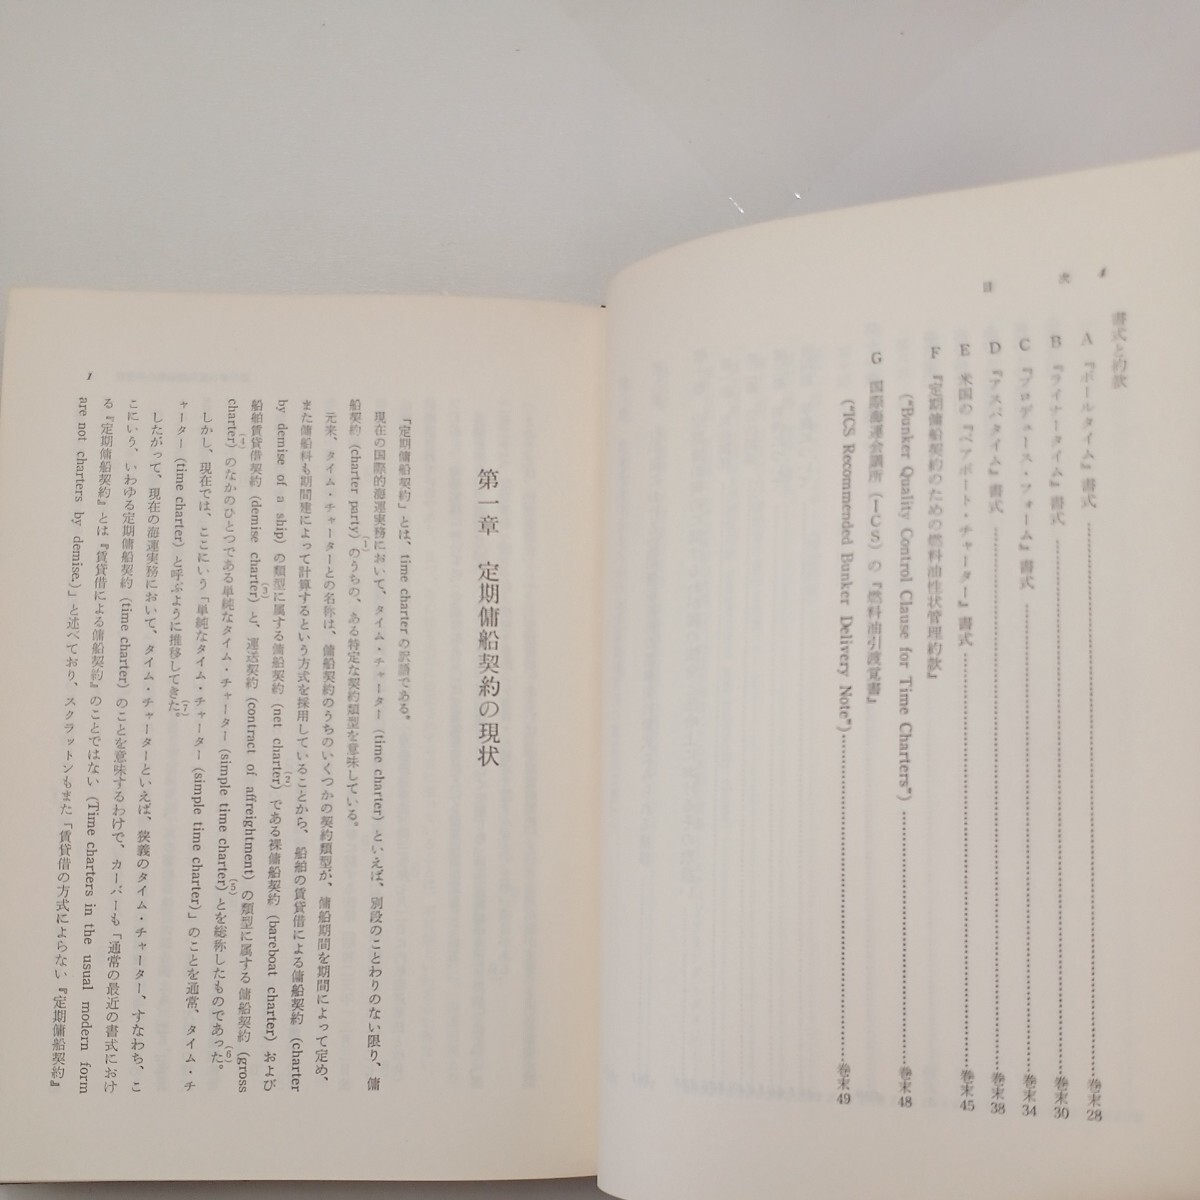 目次
8
書式と約款
A 『ボールタイム』書式……………巻末28
B 『ライナータイム』書式……………巻末30
C 『プロデュース・フォーム』書式……………巻末34
D 『アスバタイム』書式……………巻末38
E 米国の『ベアボート・チャーター』書式……………巻末45
F 『定期傭船契約のための燃料油性状管理約款』
("Bunker Quality Control Clause for Time Charters")……………巻末48
G 国際海運会議所(ICS)の『燃料油引渡覚書』
("ICS Recommended Bunker Delivery Note")……………巻末49
第一章 定期傭船契約の現状
「定期傭船契約」とは、time charterの訳語である。
現在の国際的海運実務において、タイム・チャーター (time charter) といえば、別段のことわりのない限り、傭
船契約 (charter party)(1) のうちの、ある特定な契約類型を意味している。
元来、タイム・チャーターとの名称は、傭船契約のうちのいくつかの契約類型が、傭船期間を期間によって定め、
また傭船料も期間建によって計算するという方式を採用していることから、船舶の賃貸借による傭船契約 (charter
by demise of a ship) の類型に属する傭船契約 (net charter)(2) である裸傭船契約 (bareboat charter) および
船舶賃貸借契約 (demise charter)(3) と、運送契約 (contract of affreightment) の類型に属する傭船契約 (gross
charter)(4) のなかのひとつである単純なタイム・チャーター (simple time charter)(5) とを総称したものであった。(6)
しかし、現在では、ここにいう「単純なタイム・チャーター (simple time charter)」のことを通常、タイム・チ
ャーター (time charter) と呼ぶように推移してきた。(7)
したがって、現在の海運実務において、タイム・チャーターといえば、狭義のタイム・チャーター、すなわち、こ
こにいう、いわゆる定期傭船契約 (time charter) のことを意味するわけで、カーバーも「通常の最近の書式におけ
る『定期傭船契約』とは『賃貸借による傭船契約』のことではない (Time charters in the usual modern form
are not charters by demise.)」と述べており、スクラットンもまた「賃貸借の方式によらない『定期傭船契約』
1